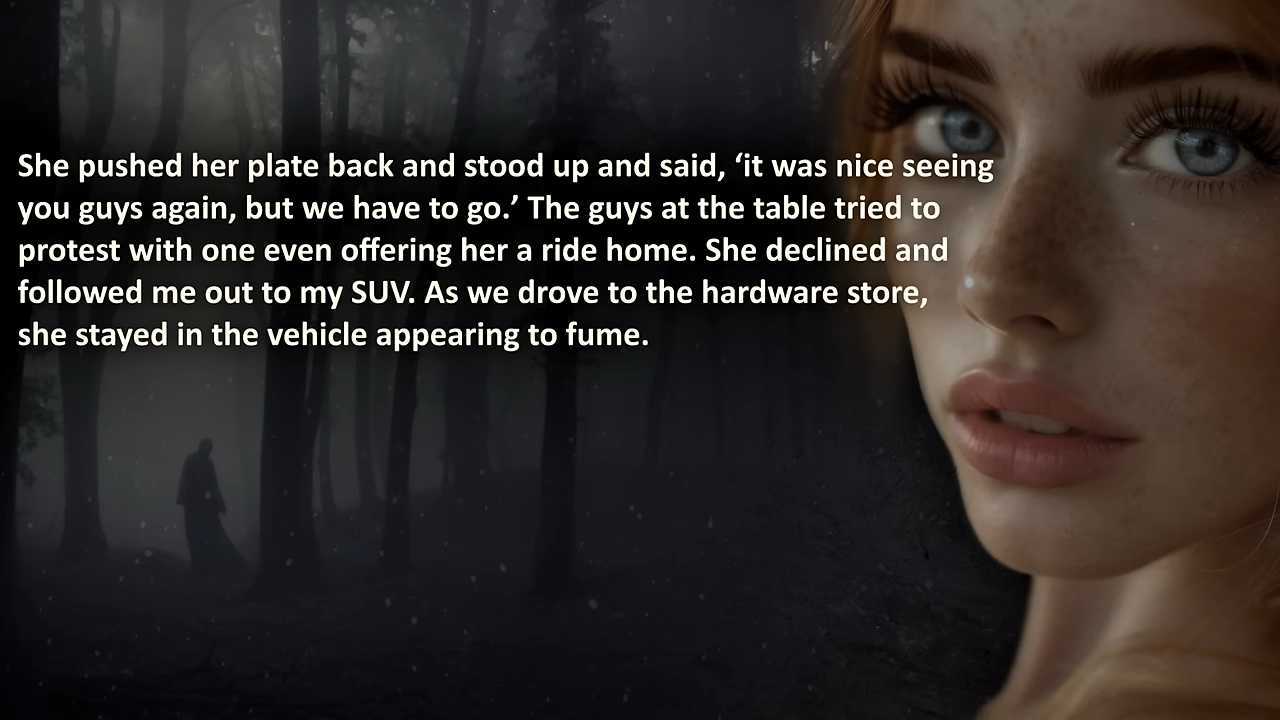 She pushed her plate back and stood up and said, ‘it was nice seeing
you guys again, but we have to go.’ The guys at the table tried to
protest with one even offering her a ride home. She declined and
followed me out to my SUV. As we drove to the hardware store,
she stayed in the vehicle appearing to fume.